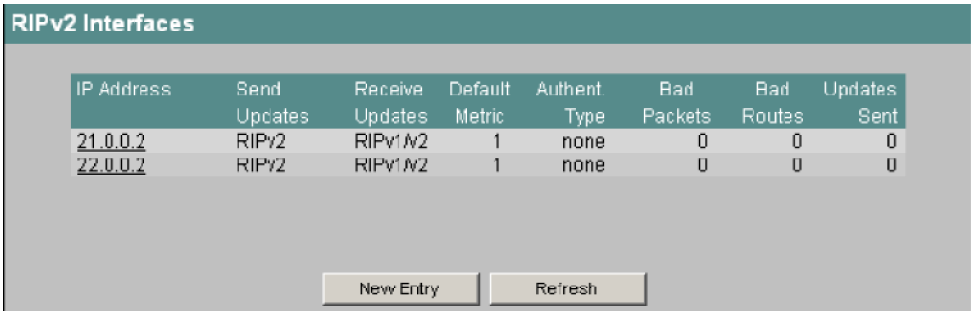 RIPv2 Interfaces
IP Address Send Updates Receive Updates Default Metric Authent. Type Bad Packets Bad Routes Updates Sent
21.0.0.2 RIPv2 RIPv1/v2 1 none 0 0 0
22.0.0.2 RIPv2 RIPv1/v2 1 none 0 0 0
New Entry Refresh